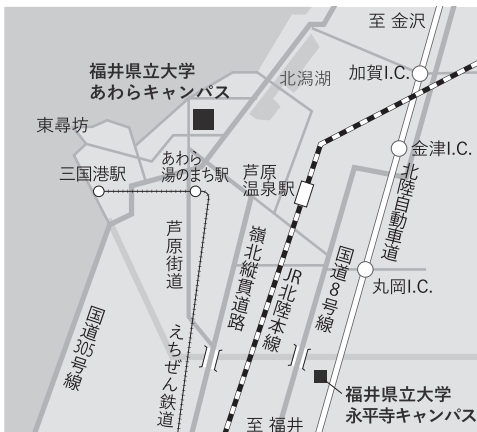 至 金沢
加賀I.C.
福井県立大学
あわらキャンパス
北潟湖
東尋坊
金津I.C.
三国港駅
あわら
湯のまち駅
芦原
温泉駅
北陸自動車道
芦原街道
嶺北縦貫道路
JR北陸本線
国道8号線
丸岡I.C.
国道305号線
えちぜん鉄道
福井県立大学
永平寺キャンパス
至 福井